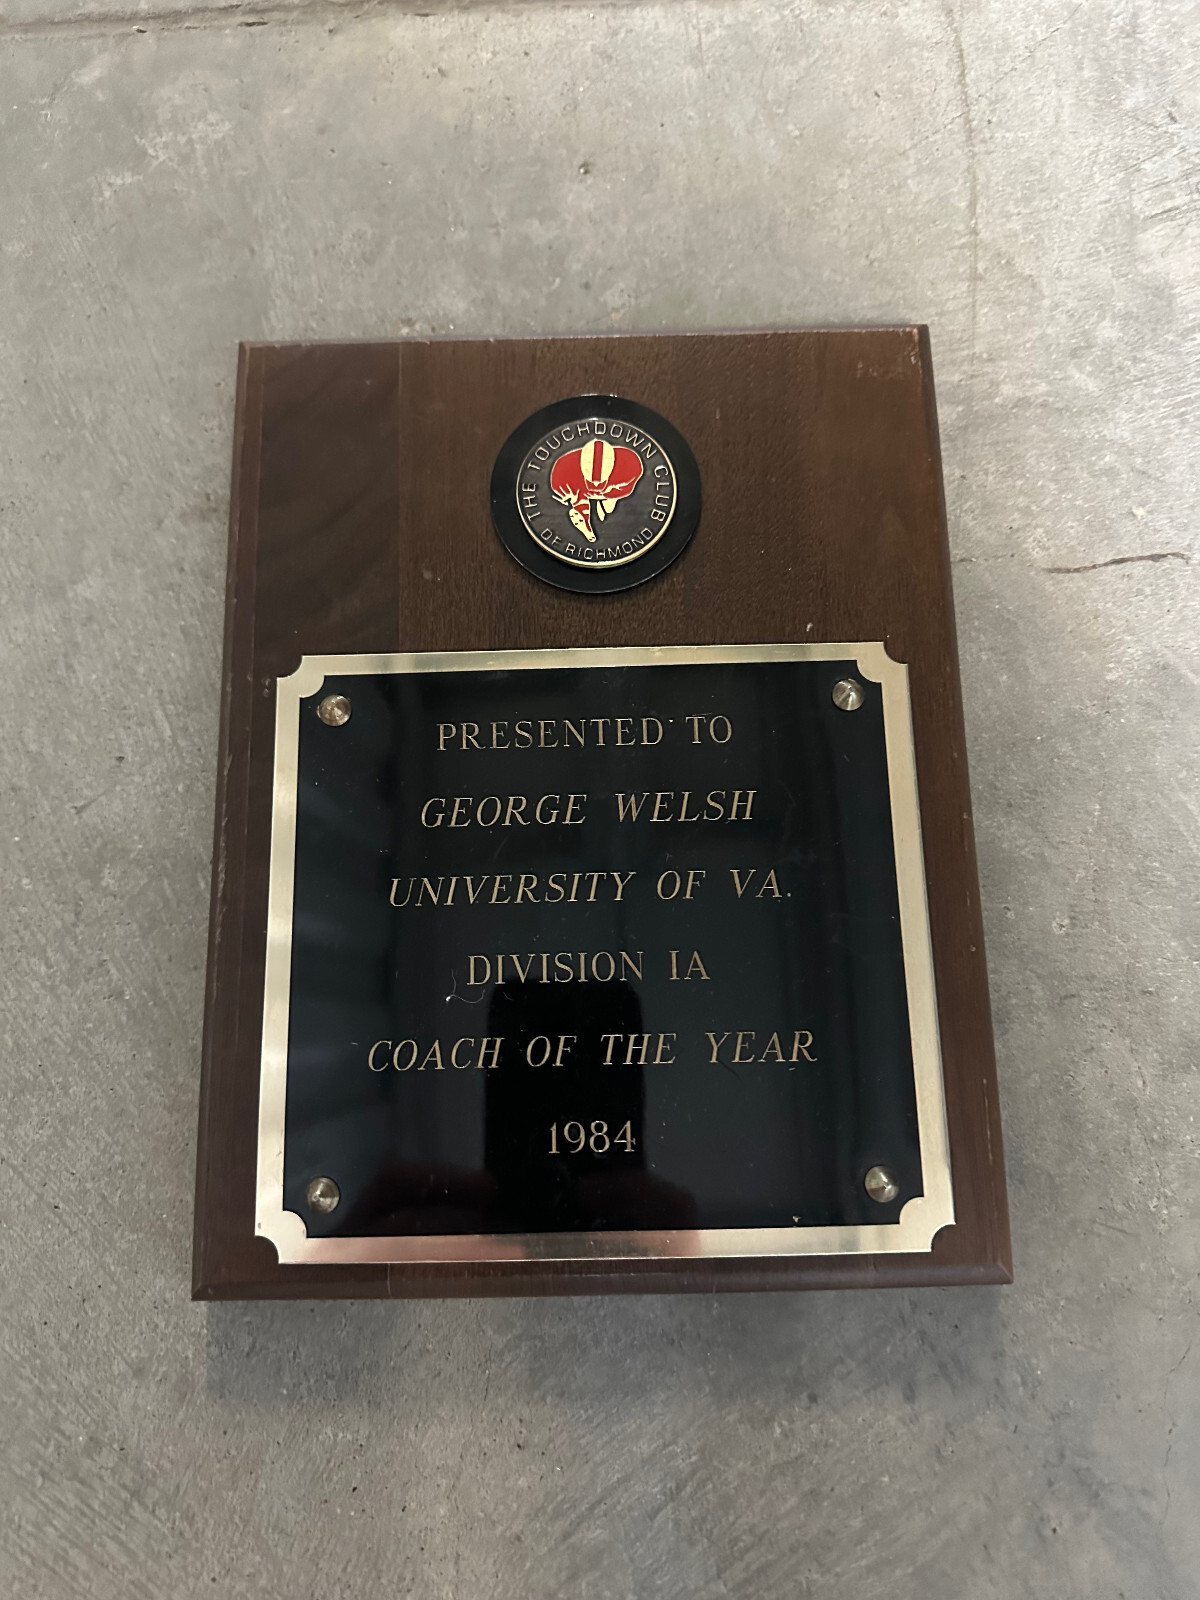 THE TOUCHDOWN CLUB
OF RICHMOND
PRESENTED TO
GEORGE WELSH
UNIVERSITY OF VA.
DIVISION IA
COACH OF THE YEAR
1984